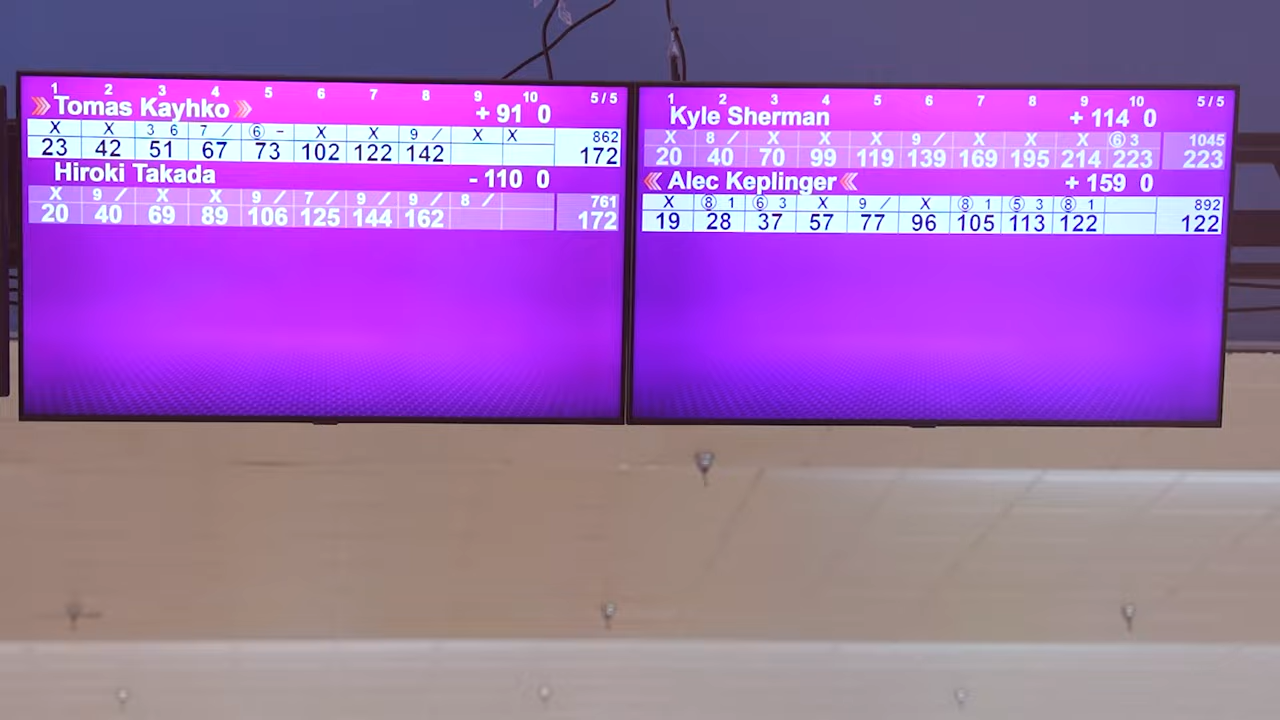 1 2 3 4 5 6 7 8 9 10 5/5
Tomas Kayhko + 91 0
X X 3 6 7 / ⑥ - X X 9 / X X 862
23 42 51 67 73 102 122 142 172
Hiroki Takada - 110 0
X 9 / X X 9 / 7 / 9 / 9 / 8 / 761
20 40 69 89 106 125 144 162 172
1 2 3 4 5 6 7 8 9 10 5/5
Kyle Sherman + 114 0
X 8 / X X X 9 / X X X ⑥ 3 1045
20 40 70 99 119 139 169 195 214 223 223
Alec Keplinger + 159 0
X ⑧ 1 ⑥ 3 X 9 / X ⑧ 1 ⑤ 3 ⑧ 1 892
19 28 37 57 77 96 105 113 122 122